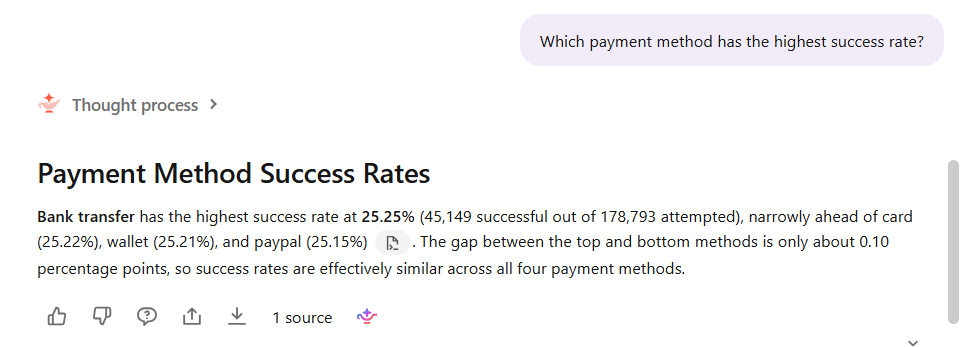 Which payment method has the highest success rate?
Thought process
Payment Method Success Rates
Bank transfer has the highest success rate at 25.25% (45,149 successful out of 178,793 attempted), narrowly ahead of card
(25.22%), wallet (25.21%), and paypal (25.15%) . The gap between the top and bottom methods is only about 0.10
percentage points, so success rates are effectively similar across all four payment methods.
1 source